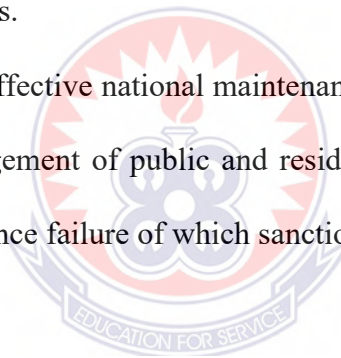 s.
ffective national maintenan
gement of public and resid
nce failure of which sanctio
EDUCATION FOR SERVICE